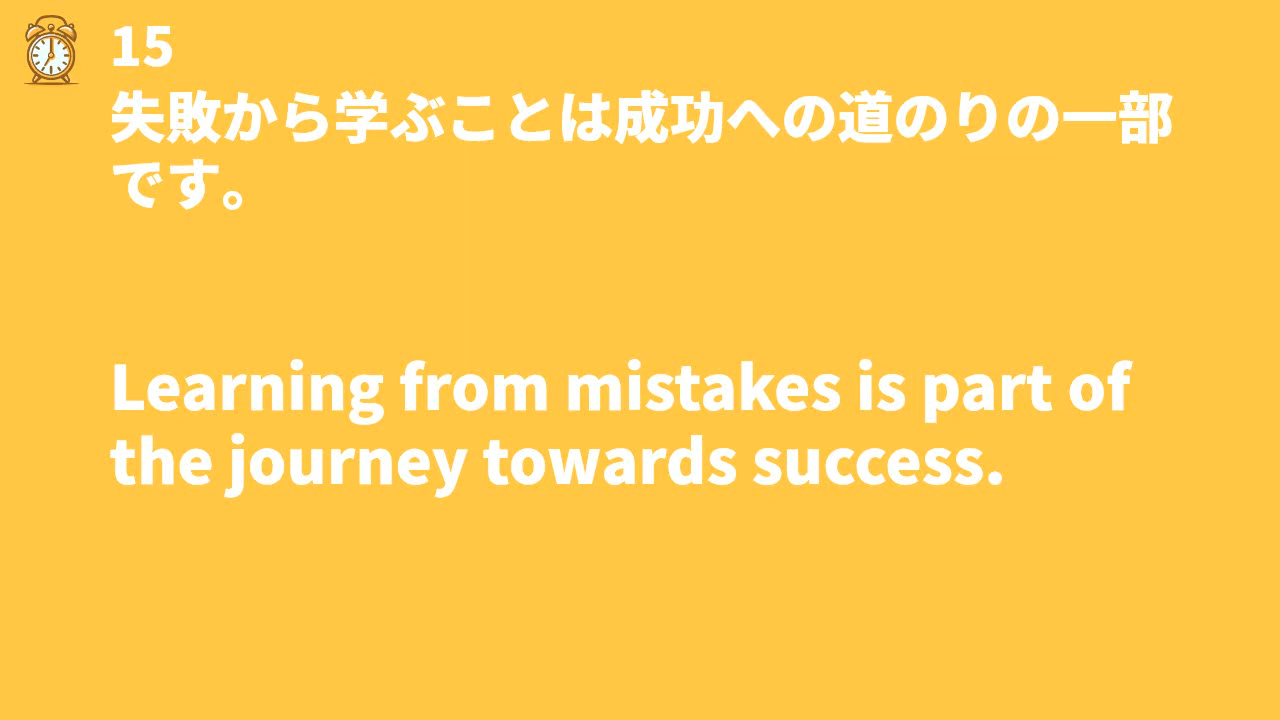 15
失敗から学ぶことは成功への道のりの一部
です。
Learning from mistakes is part of
the journey towards success.